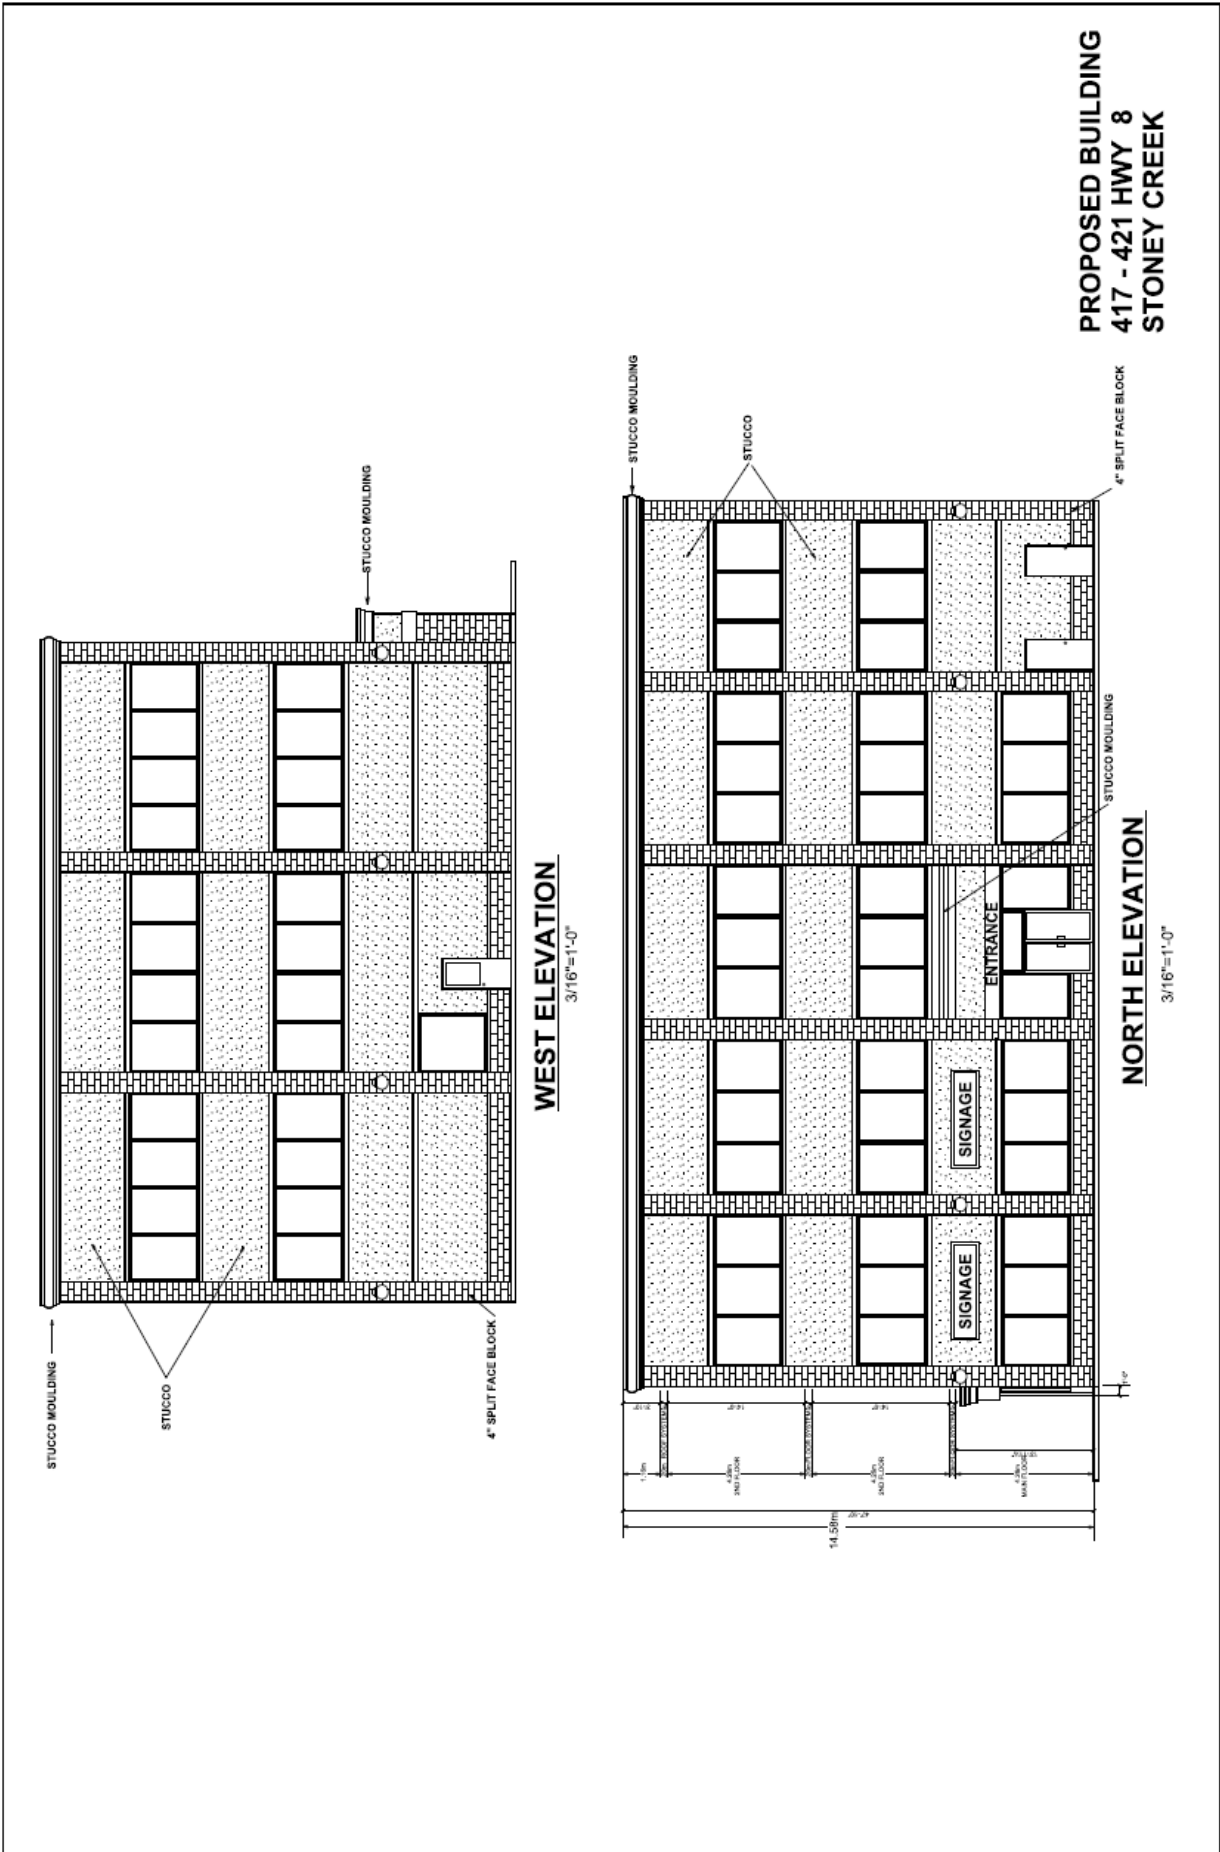 STUCCO MOULDING
STUCCO
4" SPLIT FACE BLOCK
STUCCO MOULDING
WEST ELEVATION
3/16"=1'-0"
STUCCO MOULDING
STUCCO
4" SPLIT FACE BLOCK
STUCCO MOULDING
SIGNAGE
SIGNAGE
ENTRANCE
14.58m
2ND FLOOR
MAIN FLOOR
NORTH ELEVATION
3/16"=1'-0"
PROPOSED BUILDING
417 - 421 HWY 8
STONEY CREEK